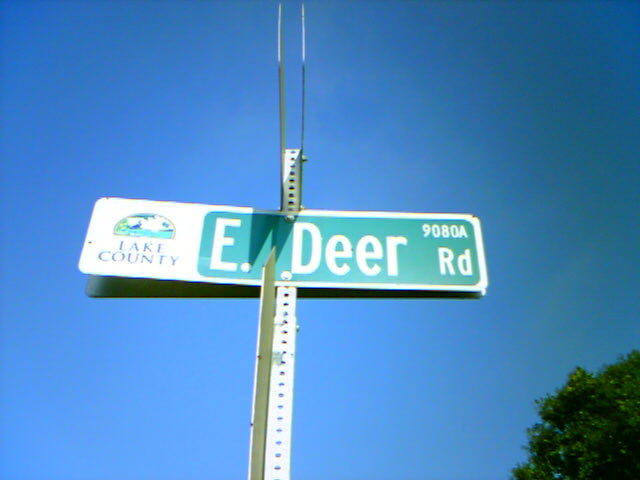 LAKE
COUNTY
E. Deer Rd
9080A